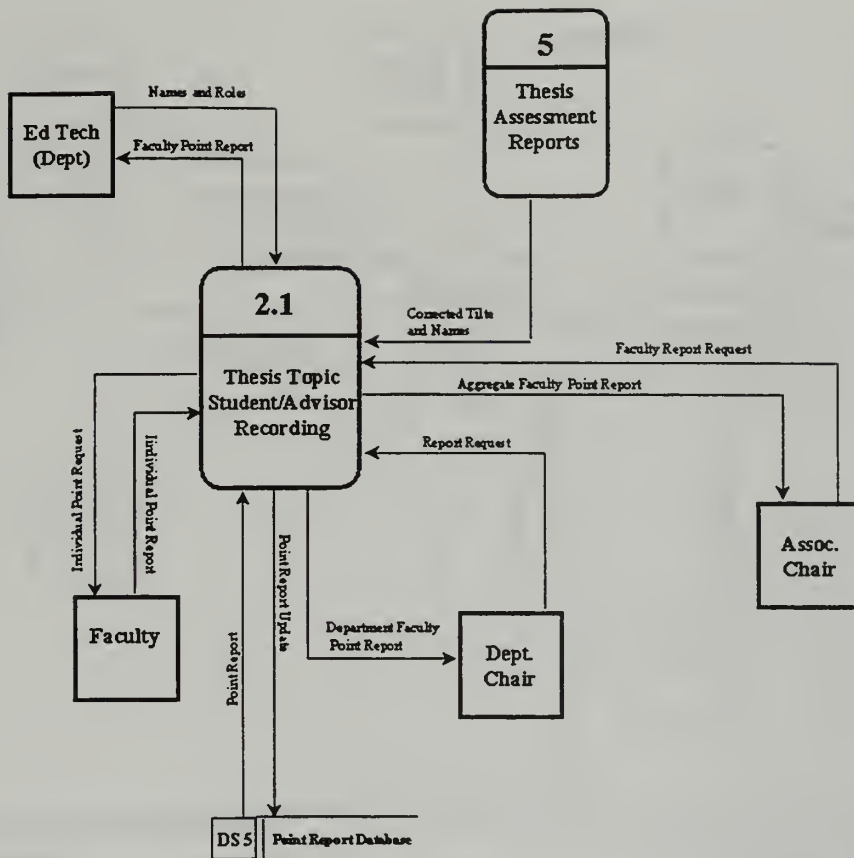 5
Thesis
Assessment
Reports
Names and Roles
Ed Tech
(Dept)
Faculty Point Report
2.1
Thesis Topic
Student/Advisor
Recording
Corrected Tilte
and Names
Faculty Report Request
Aggregate Faculty Point Report
Report Request
Individual Point Request
Iindividual Point Report
Assoc.
Chair
Faculty
Point Report
Point Report Update
Department Faculty
Point Report
Dept.
Chair
DS 5
Point Report Database